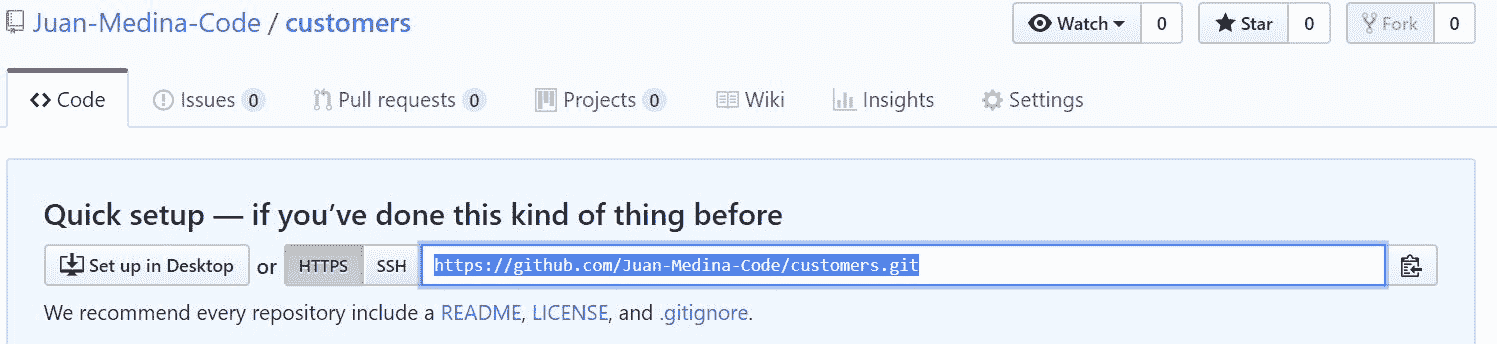 Juan-Medina-Code / customers Watch 0 Star 0 Fork 0
Code Issues 0 Pull requests 0 Projects 0 Wiki Insights Settings
Quick setup — if you’ve done this kind of thing before
Set up in Desktop or HTTPS SSH https://github.com/Juan-Medina-Code/customers.git
We recommend every repository include a README, LICENSE, and .gitignore.